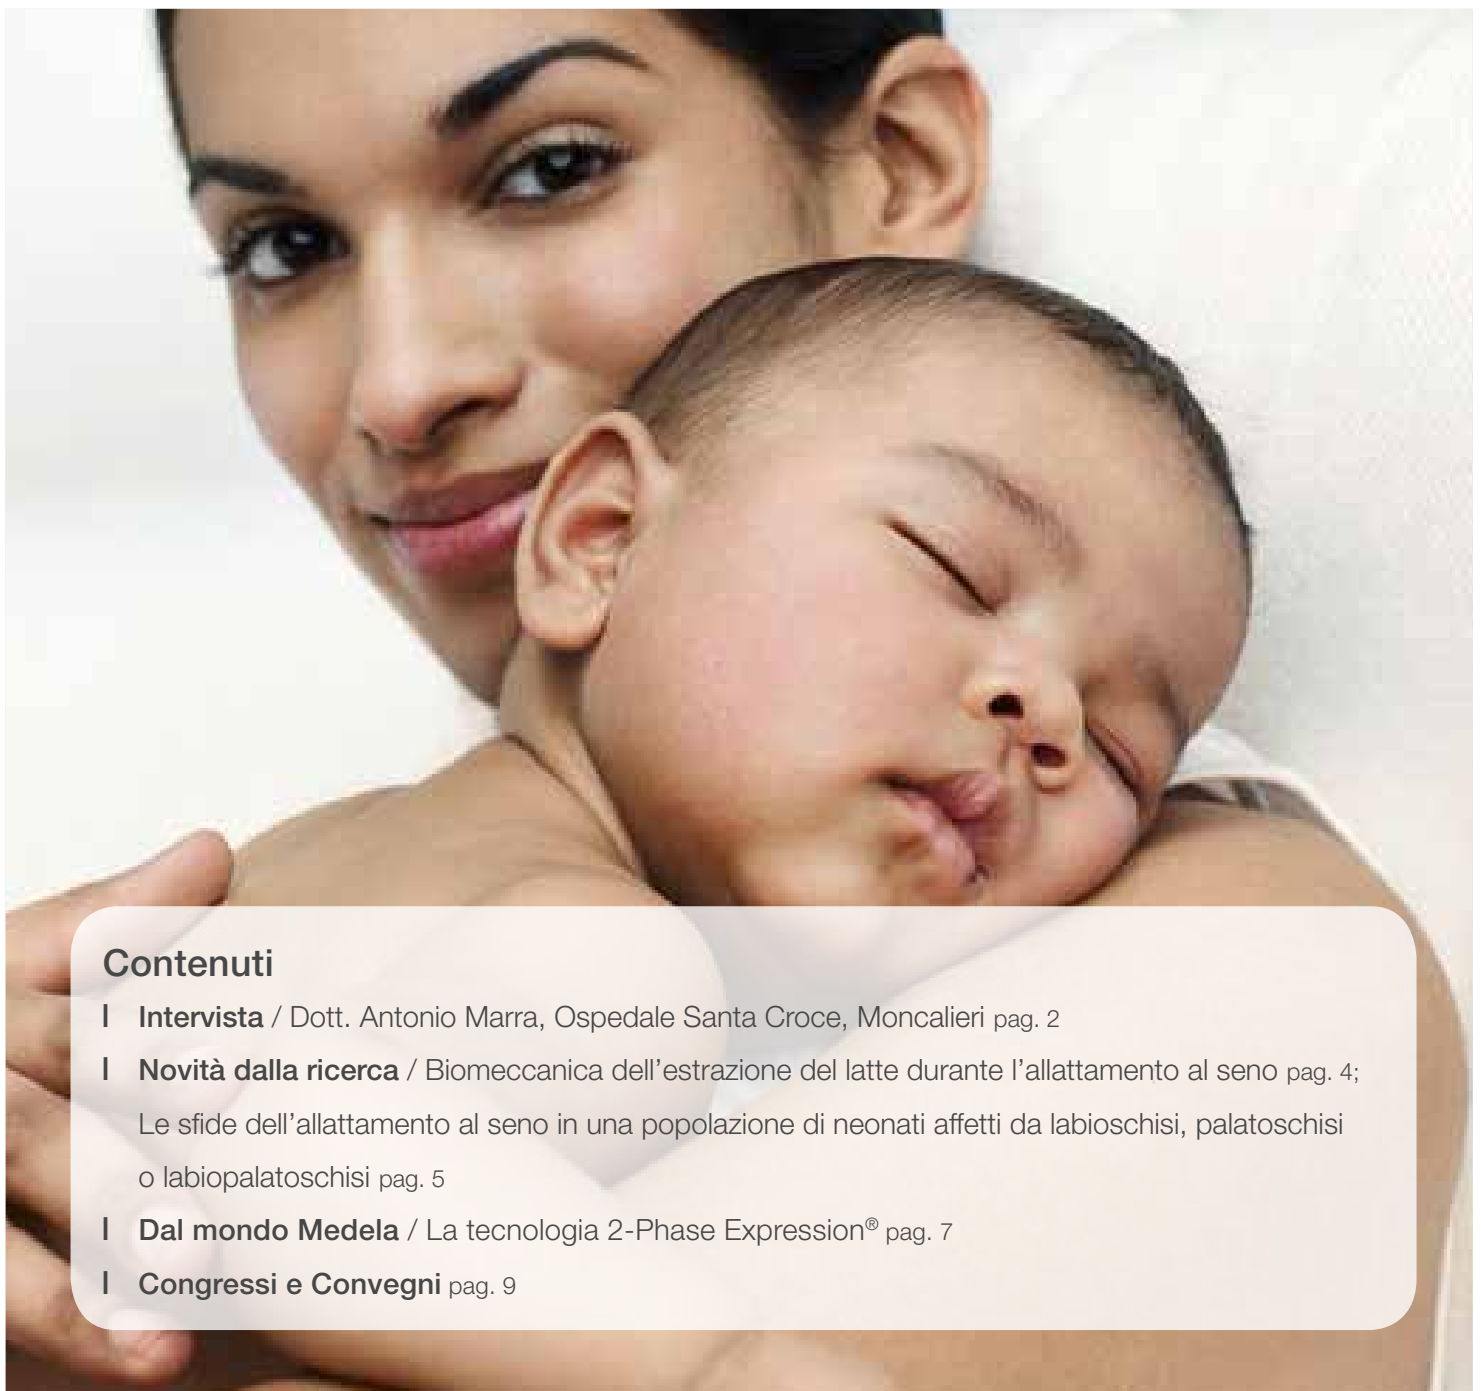 Contenuti
l Intervista / Dott. Antonio Marra, Ospedale Santa Croce, Moncalieri pag. 2
l Novità dalla ricerca / Biomeccanica dell’estrazione del latte durante l’allattamento al seno pag. 4;
Le sfide dell’allattamento al seno in una popolazione di neonati affetti da labioschisi, palatoschisi
o labiopalatoschisi pag. 5
l Dal mondo Medela / La tecnologia 2-Phase Expression® pag. 7
l Congressi e Convegni pag. 9